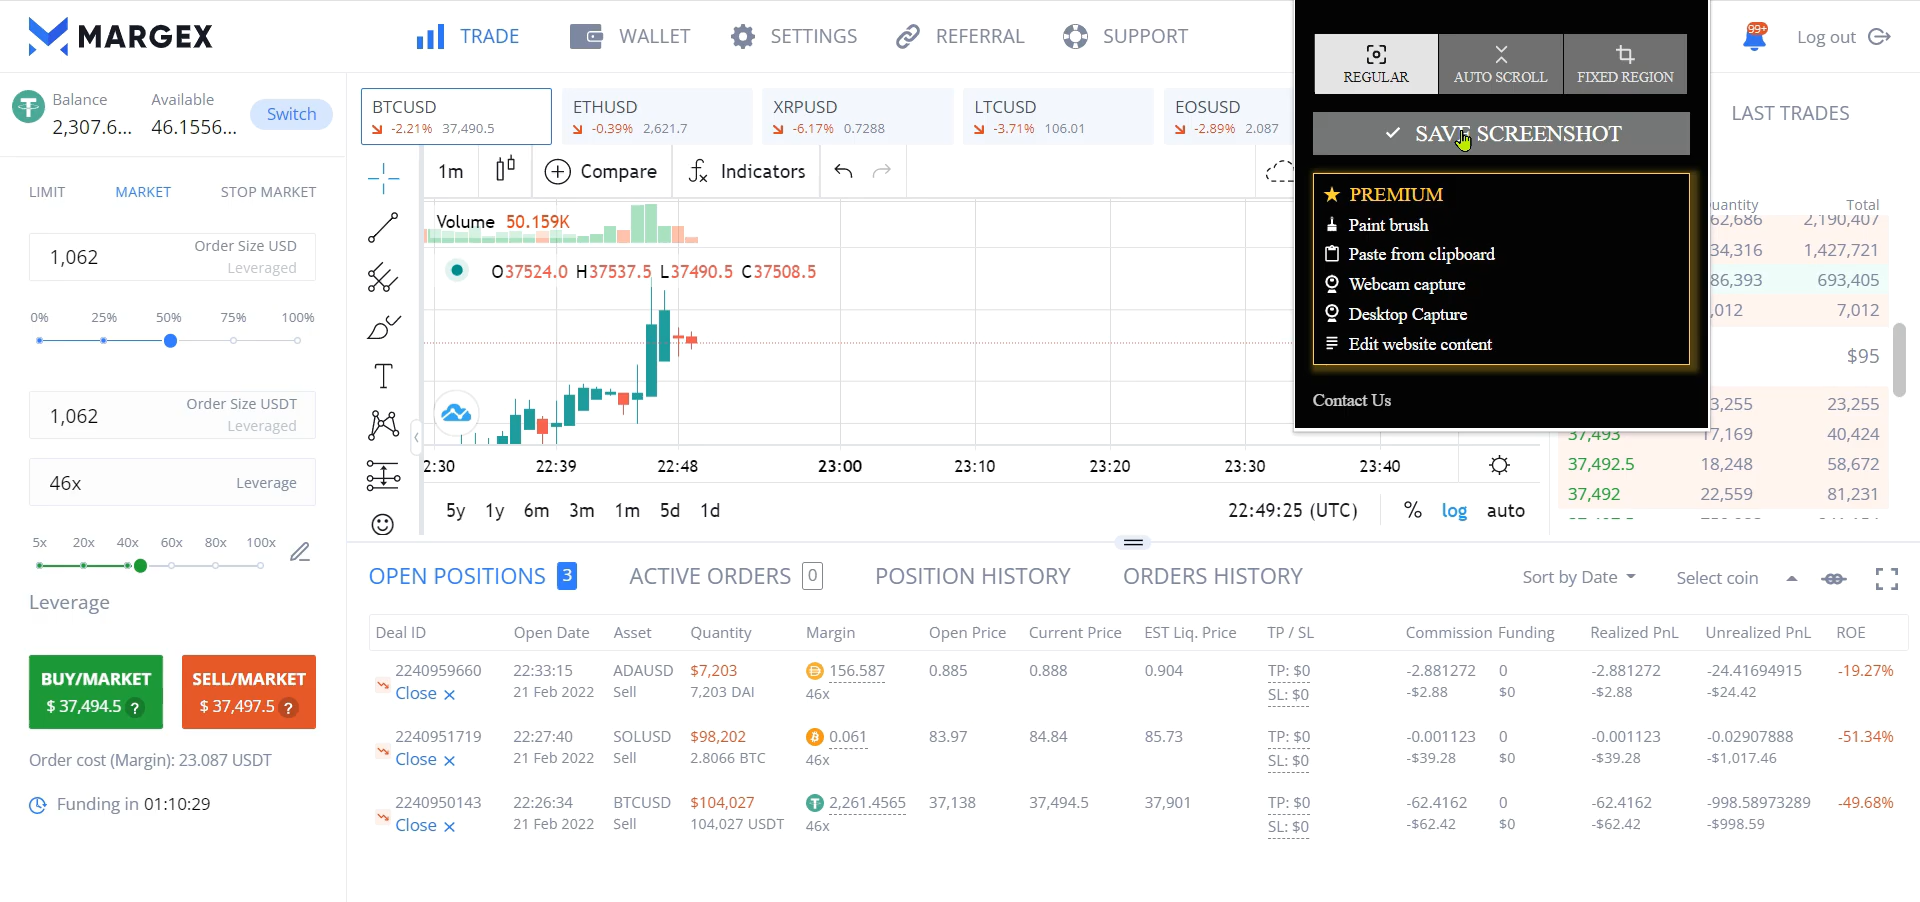 MARGEX
TRADE
WALLET
SETTINGS
REFERRAL
SUPPORT
99+
Log out
Balance
2,307.6...
Available
46.1556...
Switch
BTCUSD
-2.21% 37,490.5
ETHUSD
-0.39% 2,621.7
XRPUSD
-6.17% 0.7288
LTCUSD
-3.71% 106.01
EOSUSD
-2.89% 2.087
REGULAR
AUTO SCROLL
FIXED REGION
SAVE SCREENSHOT
PREMIUM
Paint brush
Paste from clipboard
Webcam capture
Desktop Capture
Edit website content
Contact Us
LAST TRADES
LIMIT MARKET STOP MARKET
1,062
Order Size USD
Leveraged
0% 25% 50% 75% 100%
1,062
Order Size USDT
Leveraged
46x
Leverage
5x 20x 40x 60x 80x 100x
Leverage
BUY/MARKET
$ 37,494.5 ?
SELL/MARKET
$ 37,497.5 ?
Order cost (Margin): 23.087 USDT
Funding in 01:10:29
1m
Compare
Indicators
Volume 50.159K
O37524.0 H37537.5 L37490.5 C37508.5
2:30 22:39 22:48 23:00 23:10 23:20 23:30 23:40
5y 1y 6m 3m 1m 5d 1d
22:49:25 (UTC) % log auto
uantity Total
62,686 2,190,407
34,316 1,427,721
86,393 693,405
,012 7,012
$95
3,255 23,255
37,493 17,169 40,424
37,492.5 18,248 58,672
37,492 22,559 81,231
OPEN POSITIONS 3
ACTIVE ORDERS 0
POSITION HISTORY
ORDERS HISTORY
Sort by Date
Select coin
Deal ID Open Date Asset Quantity Margin Open Price Current Price EST Liq. Price TP / SL Commission Funding Realized PnL Unrealized PnL ROE
2240959660 22:33:15 ADAUSD $7,203 156.587 0.885 0.888 0.904 TP: $0 -2.881272 0 -2.881272 -24.41694915 -19.27%
Close × 21 Feb 2022 Sell 7,203 DAI 46x SL: $0 -$2.88 $0 -$2.88 -$24.42
2240951719 22:27:40 SOLUSD $98,202 0.061 83.97 84.84 85.73 TP: $0 -0.001123 0 -0.001123 -0.02907888 -51.34%
Close × 21 Feb 2022 Sell 2.8066 BTC 46x SL: $0 -$39.28 $0 -$39.28 -$1,017.46
2240950143 22:26:34 BTCUSD $104,027 2,261.4565 37,138 37,494.5 37,901 TP: $0 -62.4162 0 -62.4162 -998.58973289 -49.68%
Close × 21 Feb 2022 Sell 104,027 USDT 46x SL: $0 -$62.42 $0 -$62.42 -$998.59